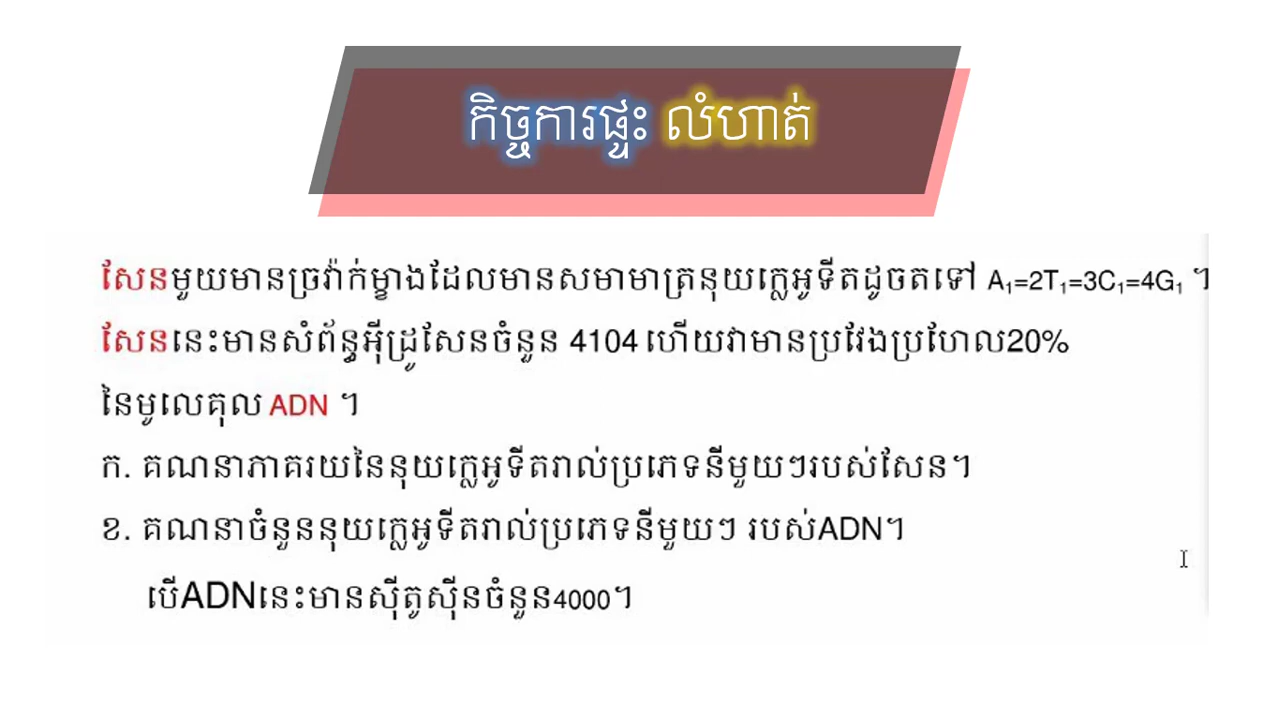 កិច្ចការផ្ទះ លំហាត់
សែនមួយមានច្រវ៉ាក់ម្ខាងដែលមានសមាមាត្រនុយក្លេអូទីតដូចតទៅ A₁=2T₁=3C₁=4G₁ ។
សែននេះមានសំព័ន្ធអ៊ីដ្រូសែនចំនួន 4104 ហើយវាមានប្រវែងប្រហែល20%
នៃមូលេគុល ADN ។
ក. គណនាភាគរយនៃនុយក្លេអូទីតរាល់ប្រភេទនីមួយៗរបស់សែន។
ខ. គណនាចំនួននុយក្លេអូទីតរាល់ប្រភេទនីមួយៗ របស់ADN។
បើADNនេះមានស៊ីតូស៊ីនចំនួន4000។